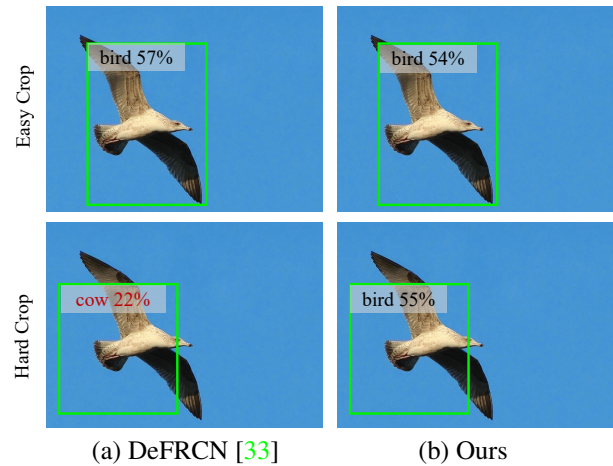 Easy Crop
bird 57%
bird 54%
Hard Crop
cow 22%
bird 55%
(a) DeFRCN [33]
(b) Ours